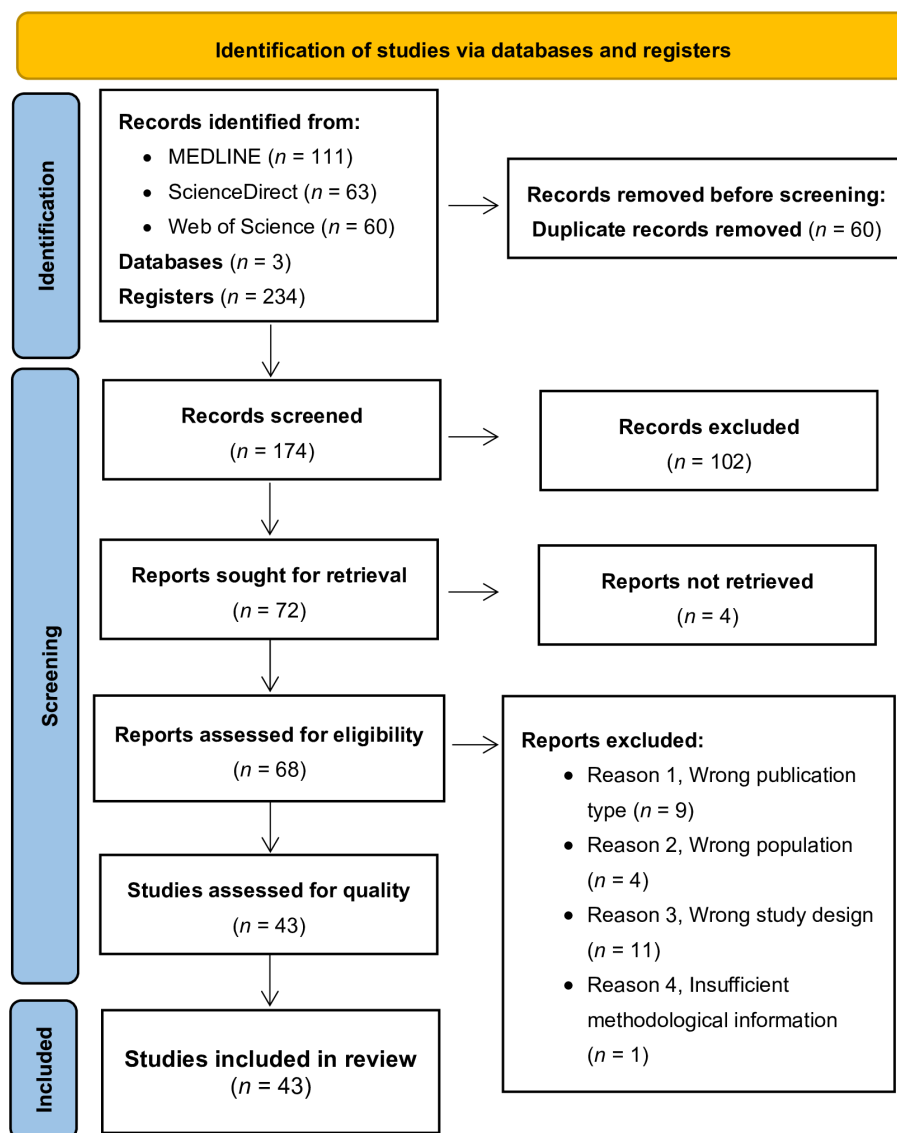 Identification of studies via databases and registers
Identification
Records identified from:
• MEDLINE (n = 111)
• ScienceDirect (n = 63)
• Web of Science (n = 60)
Databases (n = 3)
Registers (n = 234)
Records removed before screening:
Duplicate records removed (n = 60)
Screening
Records screened
(n = 174)
Records excluded
(n = 102)
Reports sought for retrieval
(n = 72)
Reports not retrieved
(n = 4)
Reports assessed for eligibility
(n = 68)
Reports excluded:
• Reason 1, Wrong publication
type (n = 9)
• Reason 2, Wrong population
(n = 4)
• Reason 3, Wrong study design
(n = 11)
• Reason 4, Insufficient
methodological information
(n = 1)
Studies assessed for quality
(n = 43)
Included
Studies included in review
(n = 43)